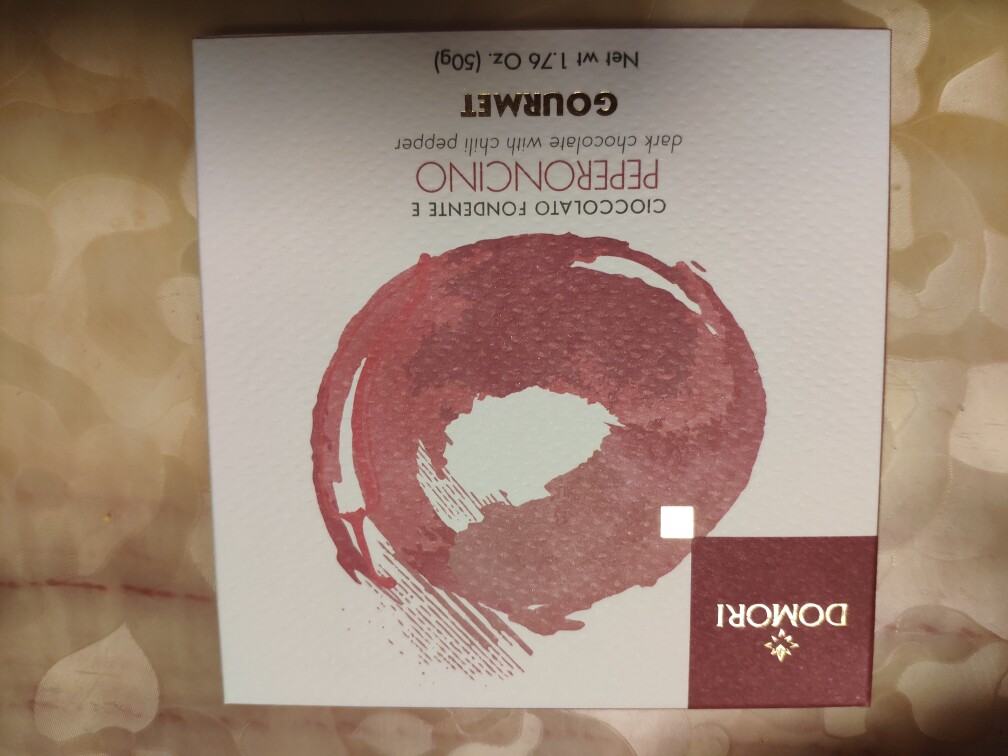 DOMORI
CIOCCOLATO FONDENTE E
PEPERONCINO
dark chocolate with chili pepper
GOURMET
Net wt 1.76 Oz. (50g)